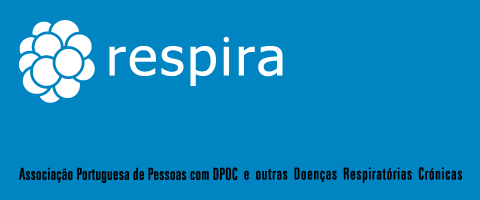 respira
Associação Portuguesa de Pessoas com DPOC e outras Doenças Respiratórias Crónicas